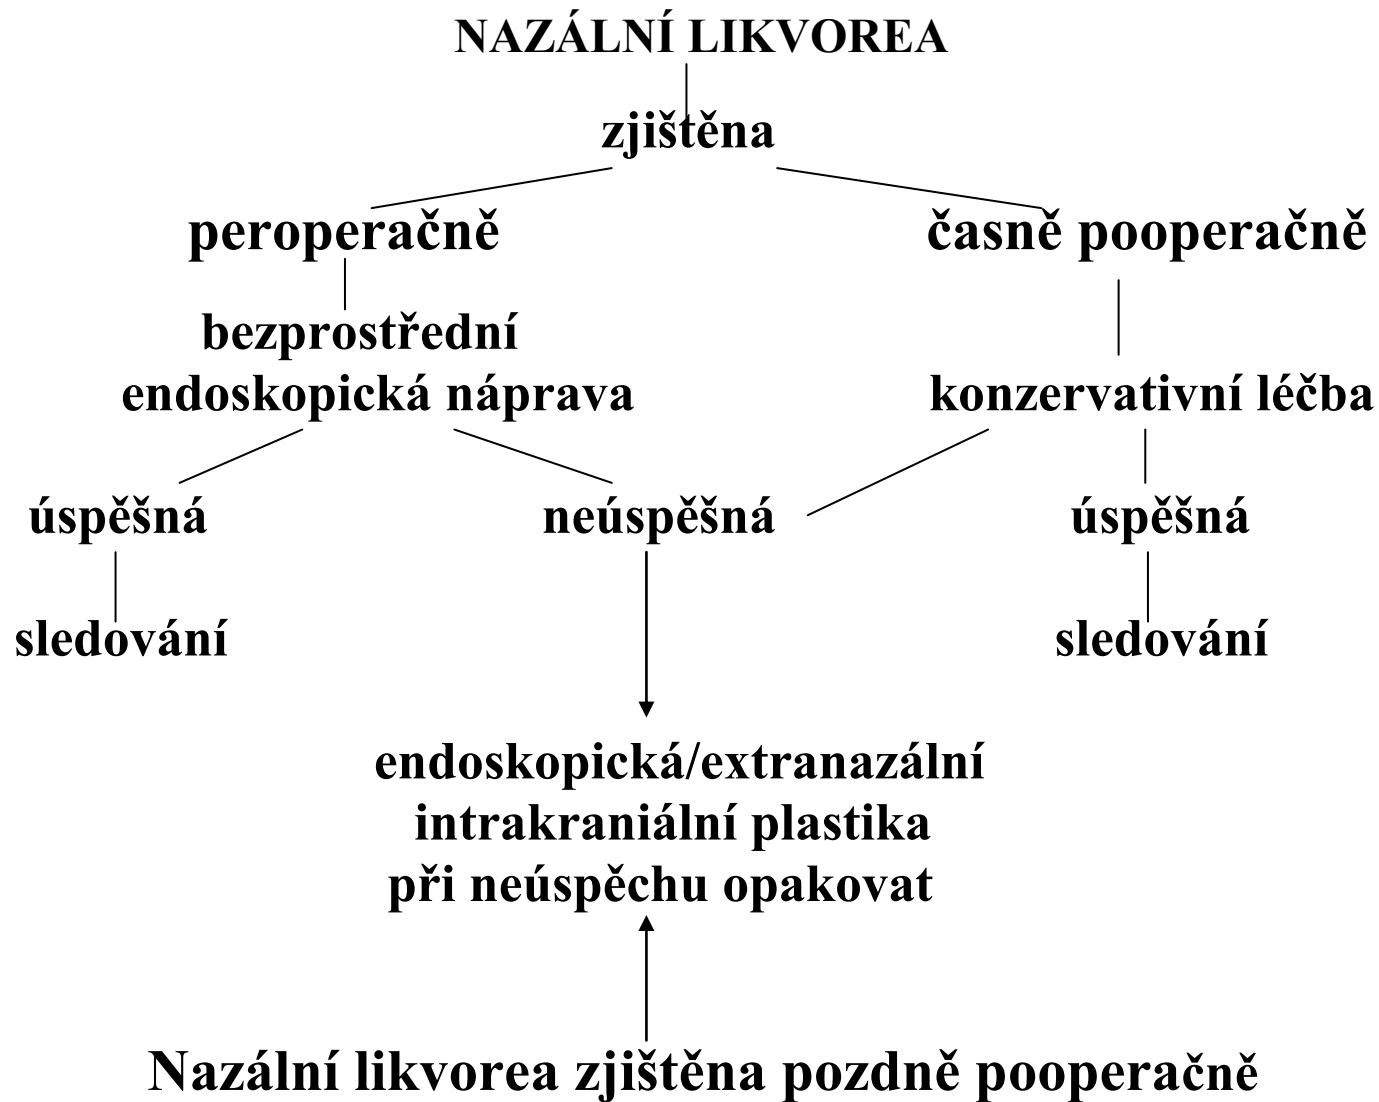 NAZÁLNÍ LIKVOREA
zjištěna
peroperačně
časně pooperačně
bezprostřední
endoskopická náprava
konzervativní léčba
úspěšná
neúspěšná
úspěšná
sledování
sledování
endoskopická/extranazální
intrakraniální plastika
při neúspěchu opakovat
Nazální likvorea zjištěna pozdně pooperačně